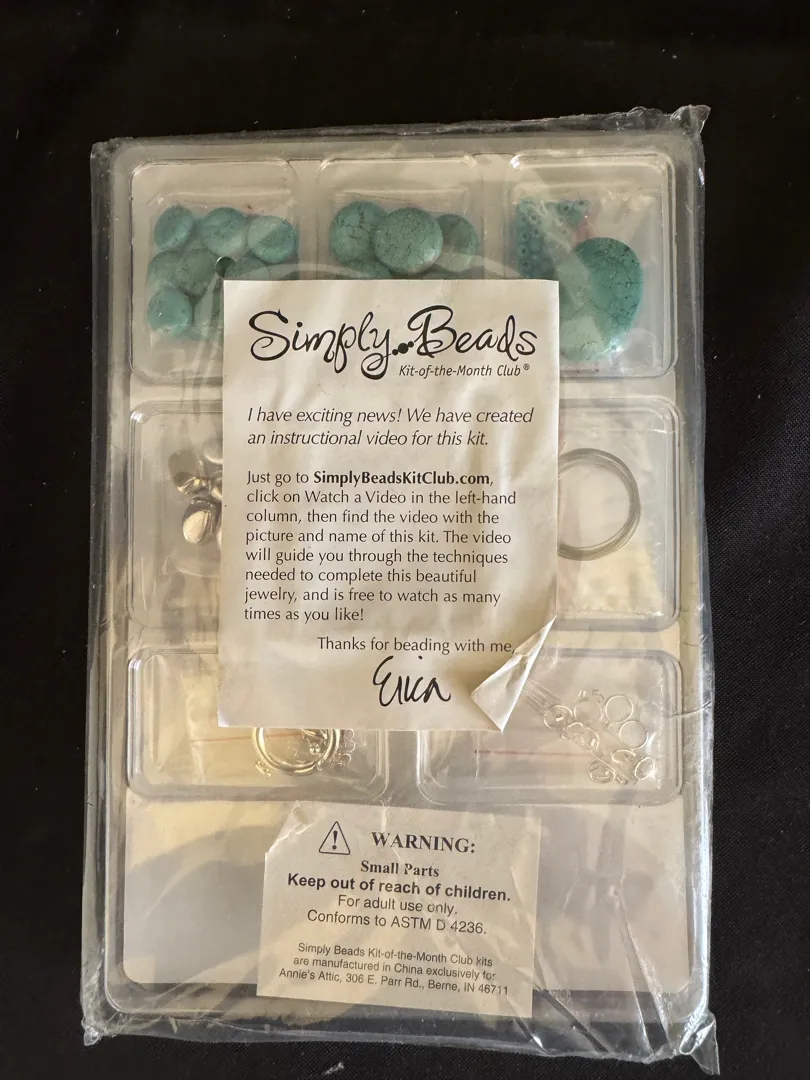 Simply Beads
Kit-of-the-Month Club®
I have exciting news! We have created
an instructional video for this kit.
Just go to SimplyBeadsKitClub.com,
click on Watch a Video in the left-hand
column, then find the video with the
picture and name of this kit. The video
will guide you through the techniques
needed to complete this beautiful
jewelry, and is free to watch as many
times as you like!
Thanks for beading with me,
Erica
WARNING:
Small Parts
Keep out of reach of children.
For adult use only.
Conforms to ASTM D 4236.
Simply Beads Kit-of-the-Month Club kits
are manufactured in China exclusively for
Annie's Attic, 306 E. Parr Rd., Berne, IN 46711